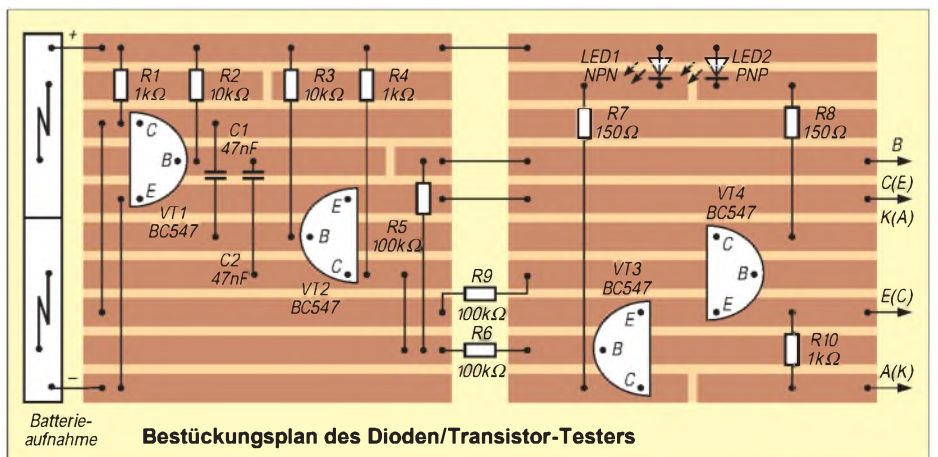 +
R1
1kΩ
R2
10kΩ
R3
10kΩ
R4
1kΩ
LED1
NPN
LED2
PNP
R7
150Ω
R8
150Ω
C
B
E
VT1
BC547
C1
47nF
C2
47nF
E
B
C
VT2
BC547
R5
100kΩ
R9
100kΩ
R6
100kΩ
VT4
BC547
C
B
E
VT3
BC547
E
B
C
R10
1kΩ
B
C(E)
K(A)
E(C)
A(K)
–
Batterie-
aufnahme
Bestückungsplan des Dioden/Transistor-Testers